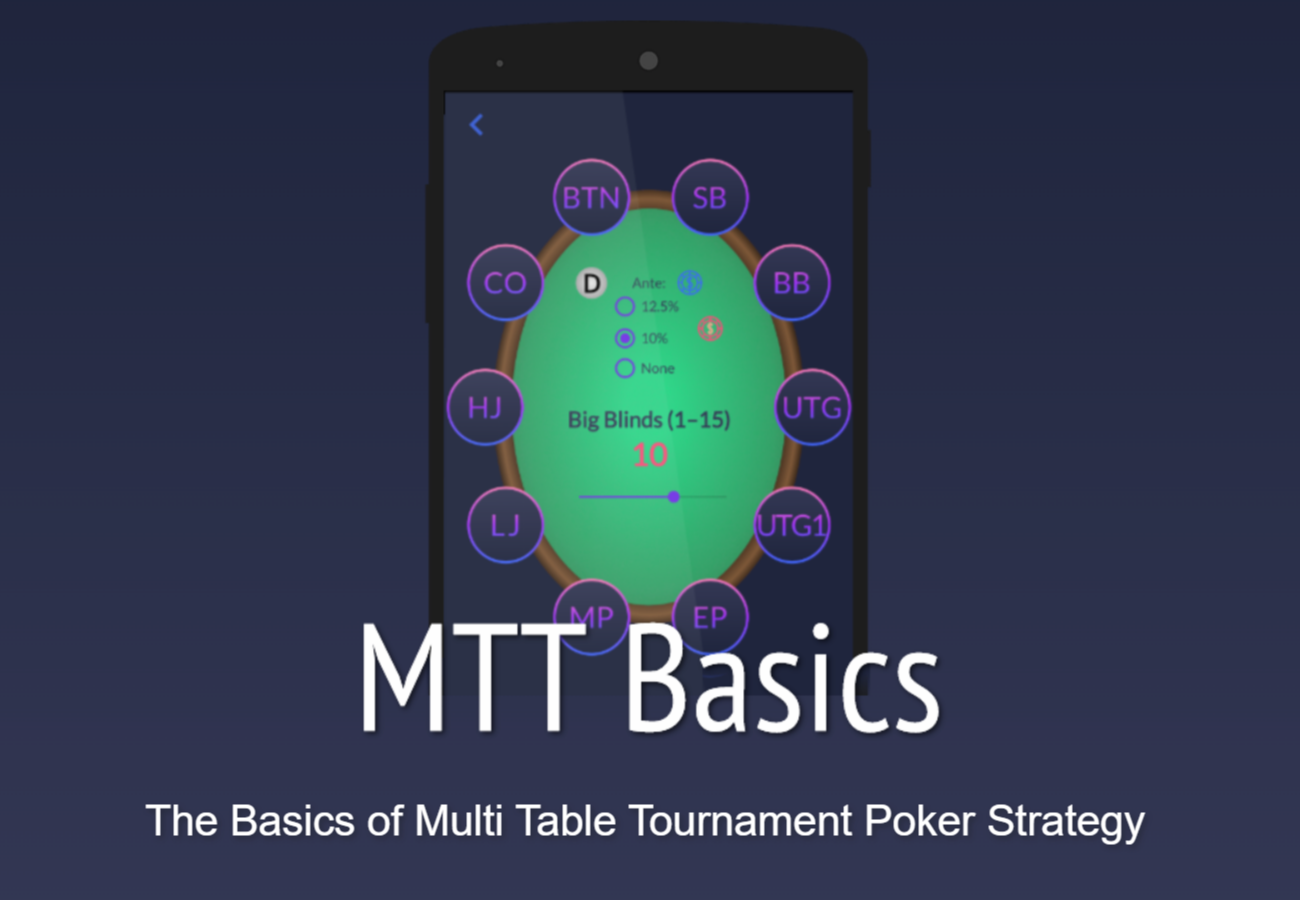 BTN SB
CO D Ante: $ BB
12.5% $
10%
None
HJ UTG
Big Blinds (1–15)
10
LJ UTG1
MP EP
MTT Basics
The Basics of Multi Table Tournament Poker Strategy